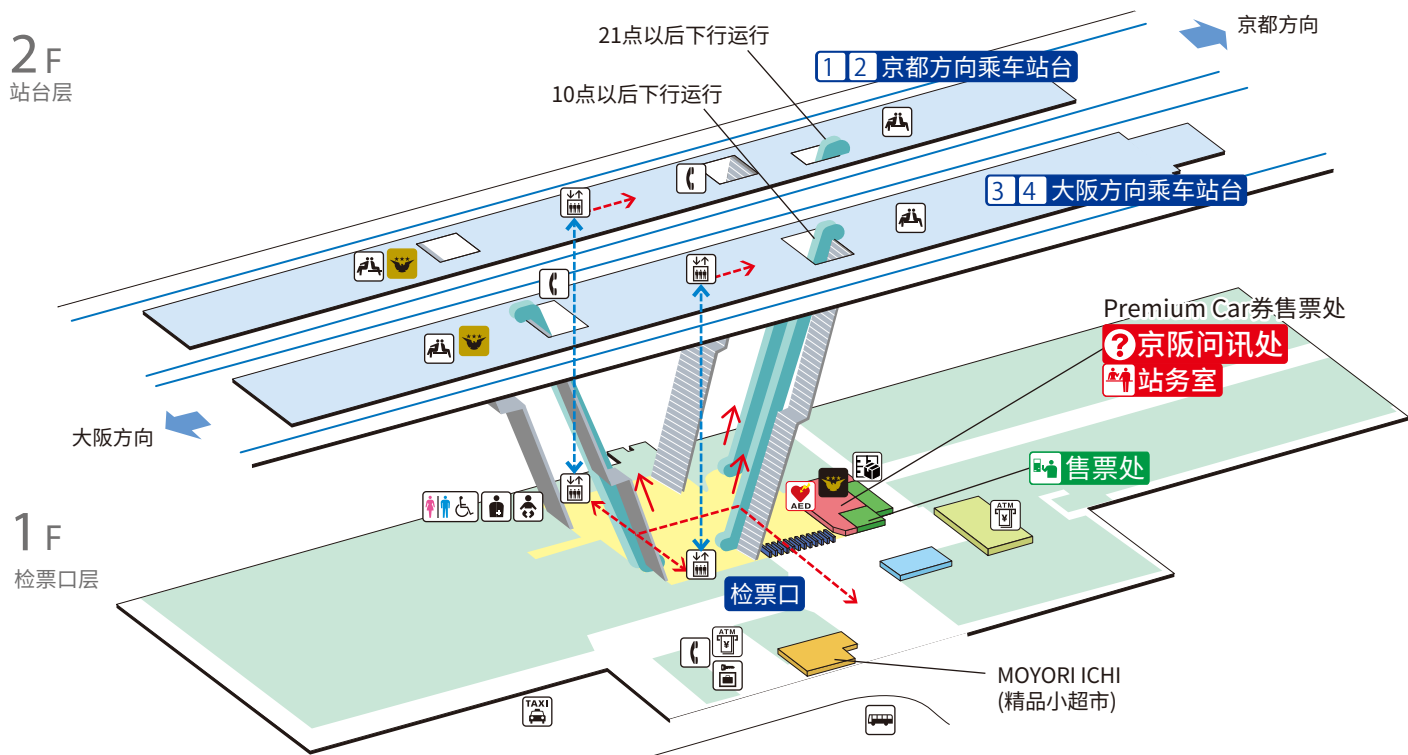 2F
站台层
21点以后下行运行
10点以后下行运行
京都方向
1 2 京都方向乘车站台
3 4 大阪方向乘车站台
大阪方向
Premium Car券售票处
? 京阪问讯处
站务室
售票处
AED
ATM
¥
1F
检票口层
检票口
ATM
¥
MOYORI ICHI
(精品小超市)
TAXI